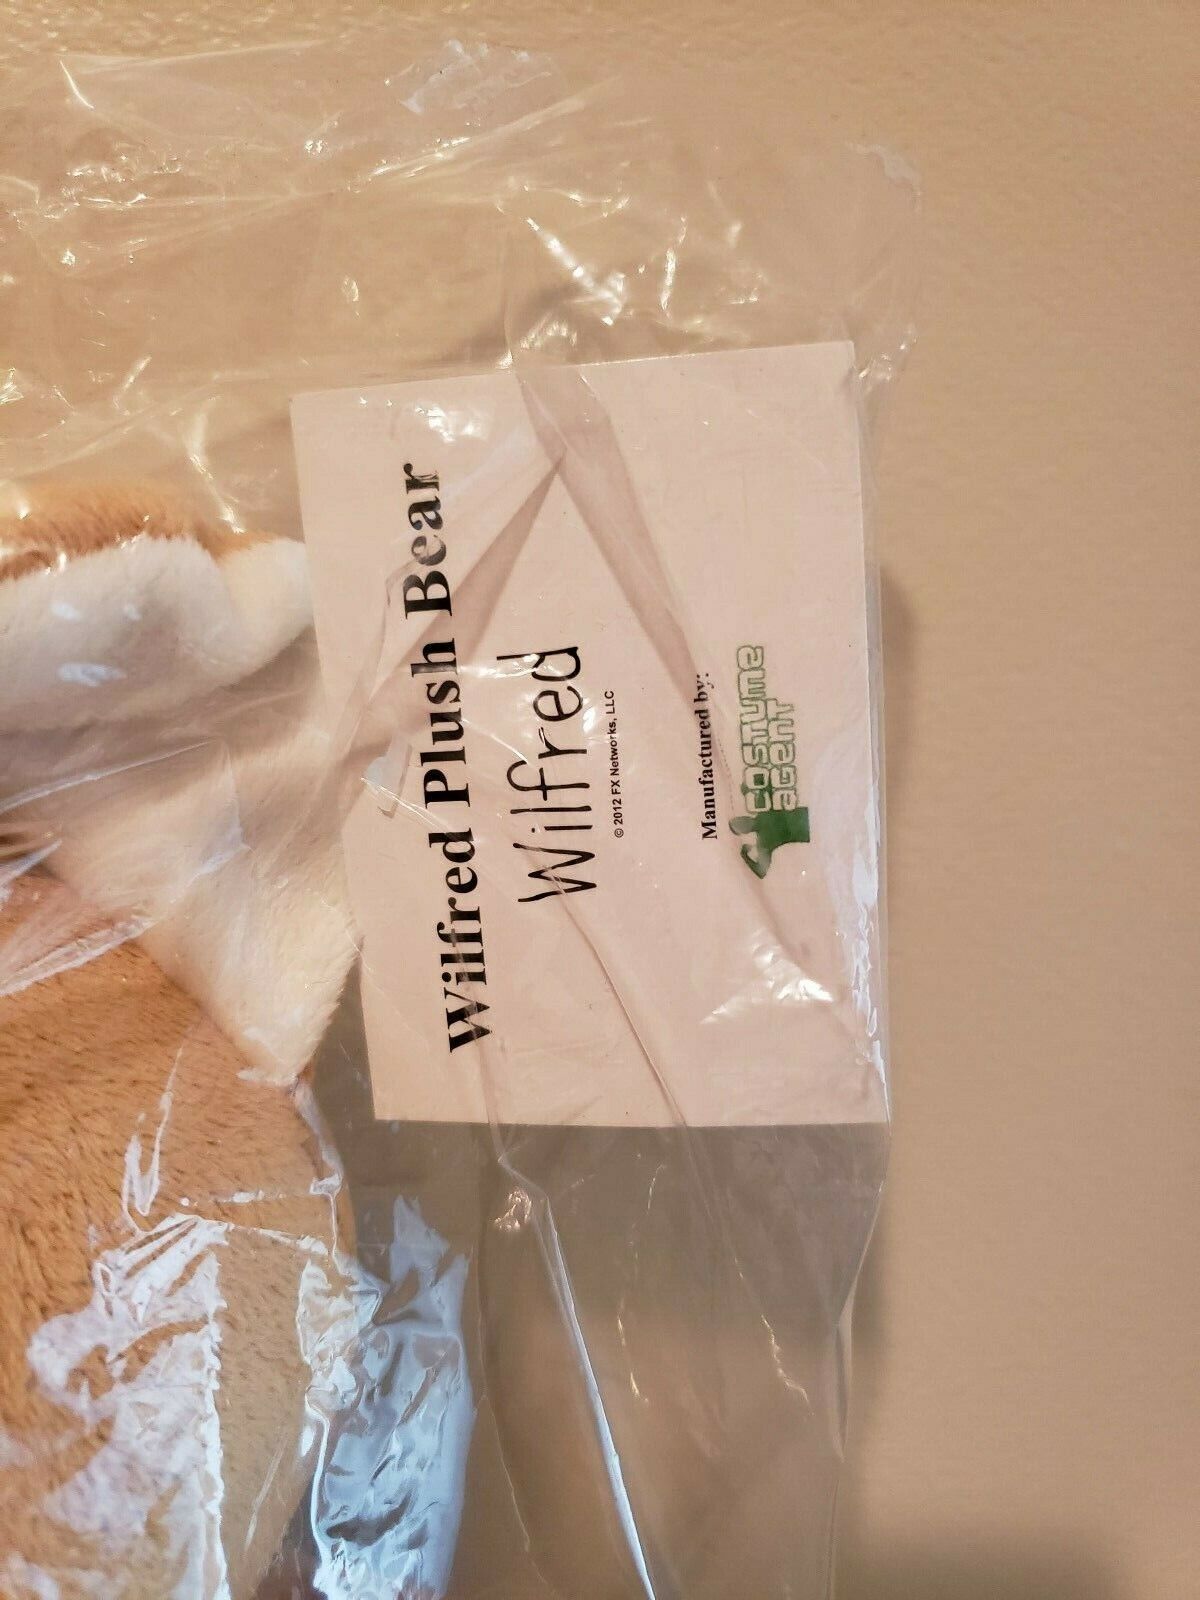 Wilfred Plush Bear
Wilfred
© 2012 FX Networks, LLC
Manufactured by:
costume
agent